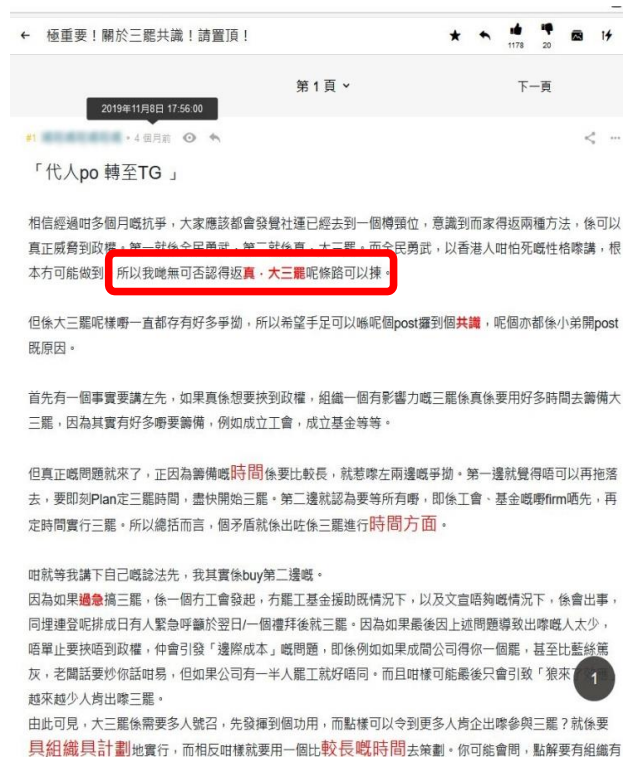 極重要！關於三罷共識！請置頂！
1178
20
第 1 頁
下一頁
2019年11月8日 17:56:00
#1
• 4 個月前
「代人po 轉至TG 」
相信經過咁多個月嘅抗爭，大家應該都會發覺社運已經去到一個樽頸位，意識到而家得返兩種方法，係可以
真正威脅到政權。第一就係全民勇武，第二就係真．大三罷。而全民勇武，以香港人咁怕死嘅性格嚟講，根
本冇可能做到 所以我哋無可否認得返真．大三罷呢條路可以揀。
但係大三罷呢樣嘢一直都存有好多爭拗，所以希望手足可以喺呢個post攞到個共識，呢個亦都係小弟開post
既原因。
首先有一個事實要講左先，如果真係想要挾到政權，組織一個有影響力嘅三罷係真係要用好多時間去籌備大
三罷，因為其實有好多嘢要籌備，例如成立工會，成立基金等等。
但真正嘅問題就來了，正因為籌備嘅時間係要比較長，就惹嚟左兩邊嘅爭拗。第一邊就覺得唔可以再拖落
去，要即刻Plan定三罷時間，盡快開始三罷。第二邊就認為要等所有嘢，即係工會、基金嘅嘢firm哂先，再
定時間實行三罷。所以總括而言，個矛盾就係出咗係三罷進行時間方面。
咁就等我講下自己嘅諗法先，我其實係buy第二邊嘅。
因為如果過急搞三罷，係一個冇工會發起，冇罷工基金援助既情況下，以及文宣唔夠嘅情況下，係會出事，
同埋連登呢排成日有人緊急呼籲於翌日/一個禮拜後就三罷。因為如果最後因上述問題導致出嚟嘅人太少，
唔單止要挾唔到政權，仲會引發「邊際成本」嘅問題，即係例如如果成間公司得你一個罷，甚至比藍絲篤
灰，老闆話要炒你話咁易，但如果公司有一半人罷工就好唔同。而且咁樣可能最後只會引致「狼來了
1
越來越少人肯出嚟三罷。
由此可見，大三罷係需要多人號召，先發揮到個功用，而點樣可以令到更多人肯企出嚟參與三罷？就係要
具組織具計劃地實行，而相反咁樣就要用一個比較長嘅時間去策劃。你可能會問，點解要有組織有